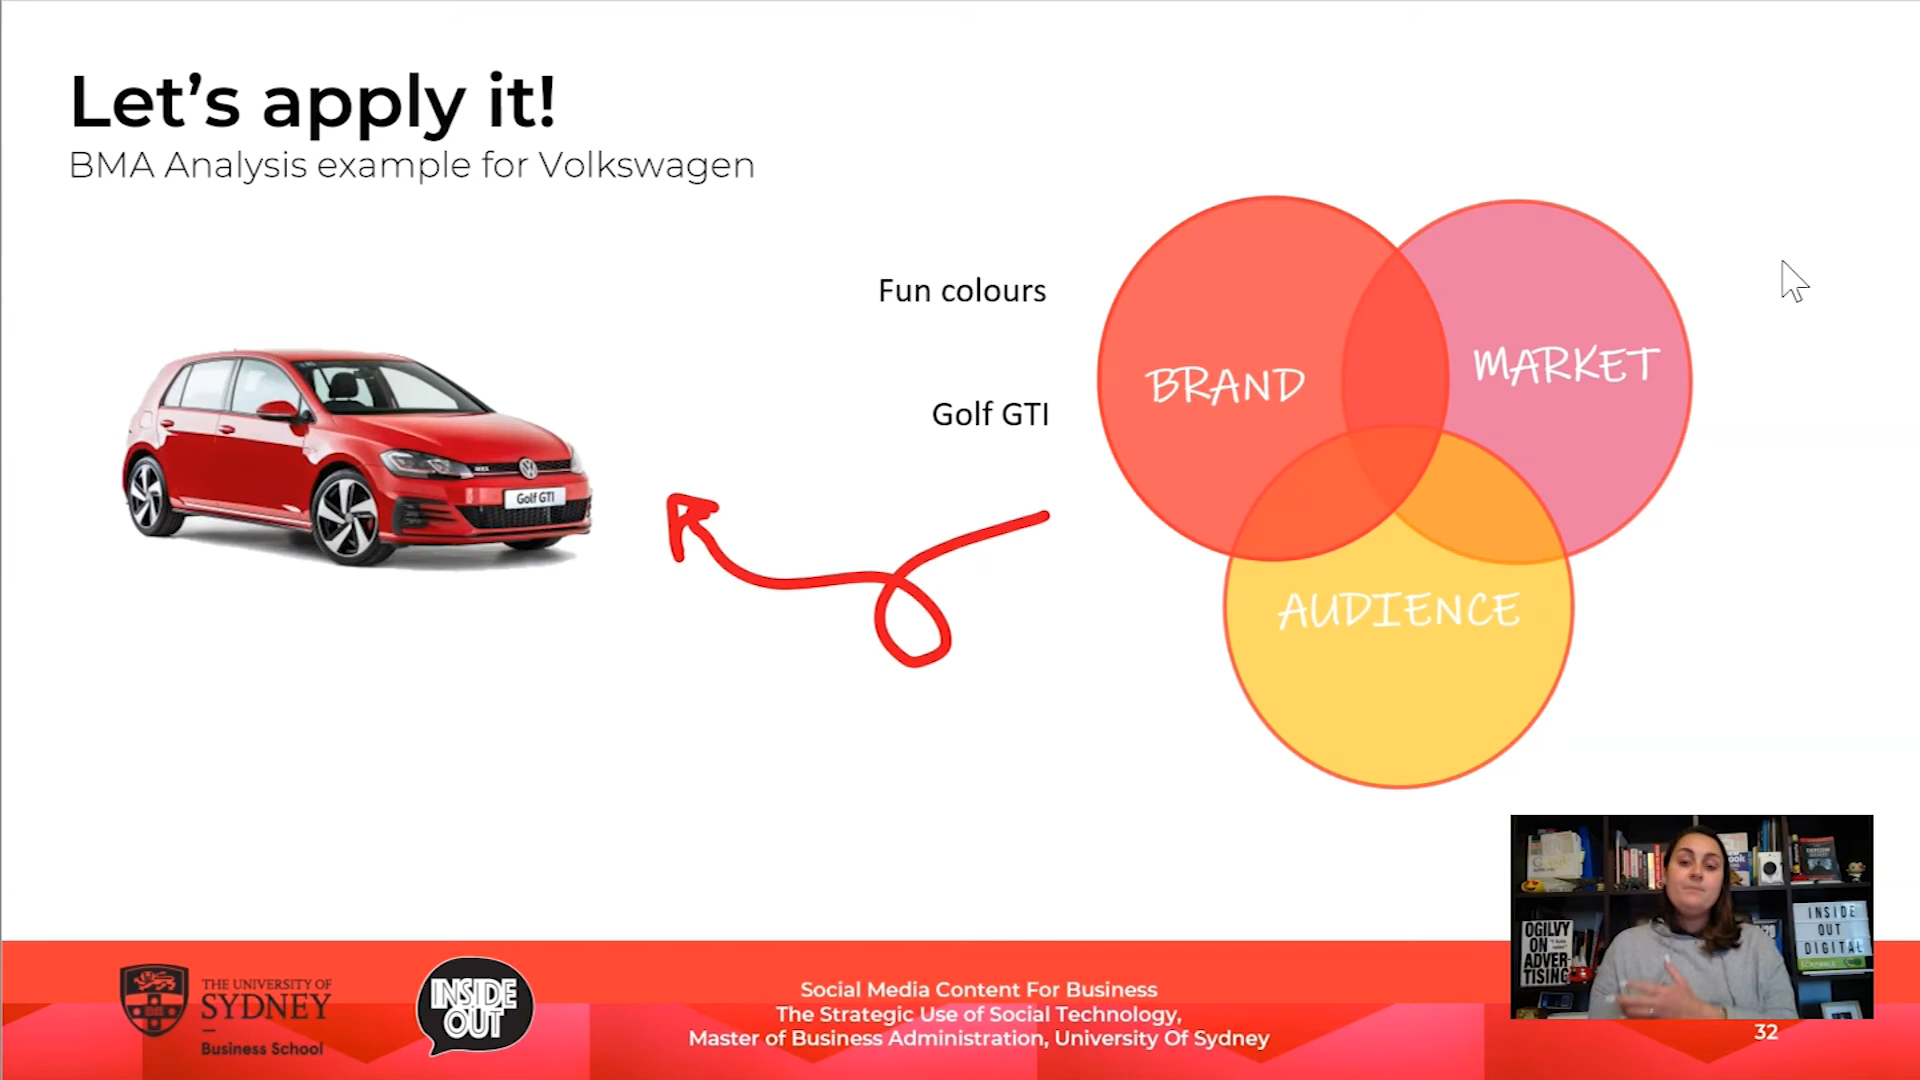 Let's apply it!
BMA Analysis example for Volkswagen
Fun colours
BRAND
MARKET
Golf GTI
Golf GTI
AUDIENCE
OGILVY
ON
ADVER-
TISING
INSIDE
OUT
DIGITAL
THE UNIVERSITY OF
SYDNEY
Business School
INSIDE
OUT
Social Media Content For Business
The Strategic Use of Social Technology,
Master of Business Administration, University Of Sydney
32